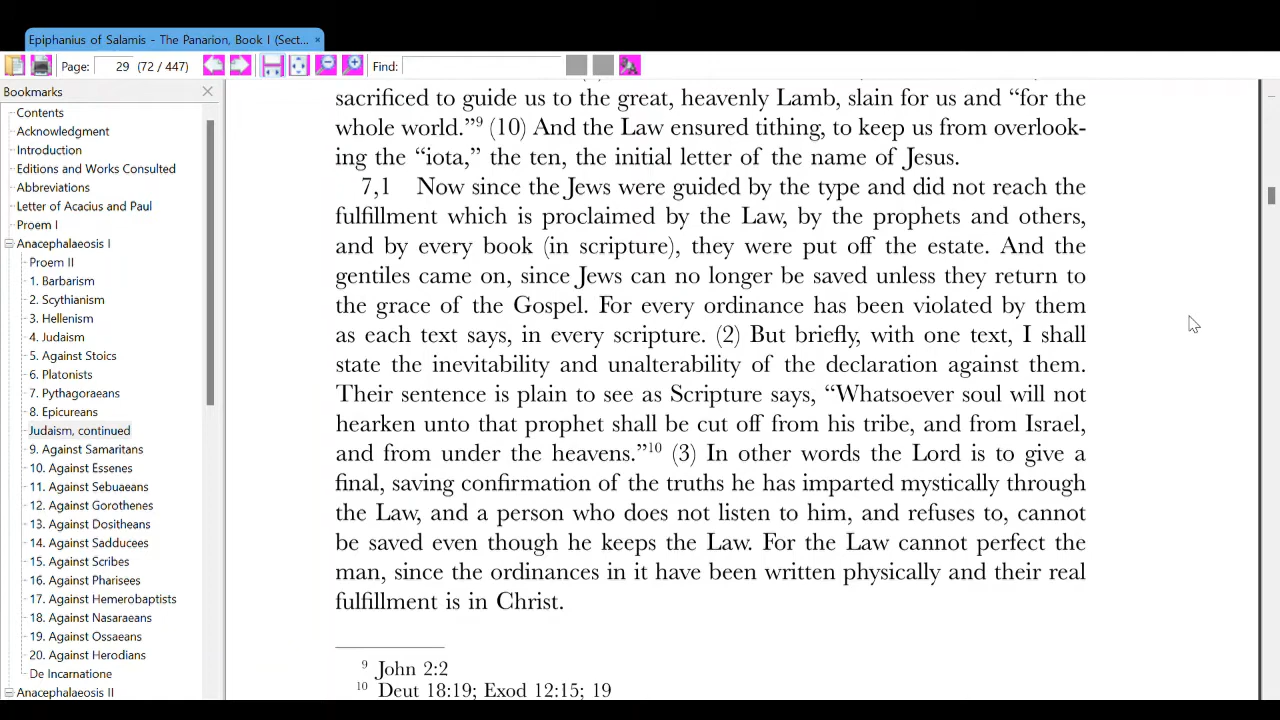 Epiphanius of Salamis - The Panarion, Book I (Sect... ×
Page: 29 (72 / 447) Find:
Bookmarks
Contents
Acknowledgment
Introduction
Editions and Works Consulted
Abbreviations
Letter of Acacius and Paul
Proem I
Anacephalaeosis I
Proem II
1. Barbarism
2. Scythianism
3. Hellenism
4. Judaism
5. Against Stoics
6. Platonists
7. Pythagoraeans
8. Epicureans
Judaism, continued
9. Against Samaritans
10. Against Essenes
11. Against Sebuaeans
12. Against Gorothenes
13. Against Dositheans
14. Against Sadducees
15. Against Scribes
16. Against Pharisees
17. Against Hemerobaptists
18. Against Nasaraeans
19. Against Ossaeans
20. Against Herodians
De Incarnatione
Anacephalaeosis II
sacrificed to guide us to the great, heavenly Lamb, slain for us and “for the
whole world.”9 (10) And the Law ensured tithing, to keep us from overlook-
ing the “iota,” the ten, the initial letter of the name of Jesus.
7,1 Now since the Jews were guided by the type and did not reach the
fulfillment which is proclaimed by the Law, by the prophets and others,
and by every book (in scripture), they were put off the estate. And the
gentiles came on, since Jews can no longer be saved unless they return to
the grace of the Gospel. For every ordinance has been violated by them
as each text says, in every scripture. (2) But briefly, with one text, I shall
state the inevitability and unalterability of the declaration against them.
Their sentence is plain to see as Scripture says, “Whatsoever soul will not
hearken unto that prophet shall be cut off from his tribe, and from Israel,
and from under the heavens.”10 (3) In other words the Lord is to give a
final, saving confirmation of the truths he has imparted mystically through
the Law, and a person who does not listen to him, and refuses to, cannot
be saved even though he keeps the Law. For the Law cannot perfect the
man, since the ordinances in it have been written physically and their real
fulfillment is in Christ.
9 John 2:2
10 Deut 18:19; Exod 12:15; 19